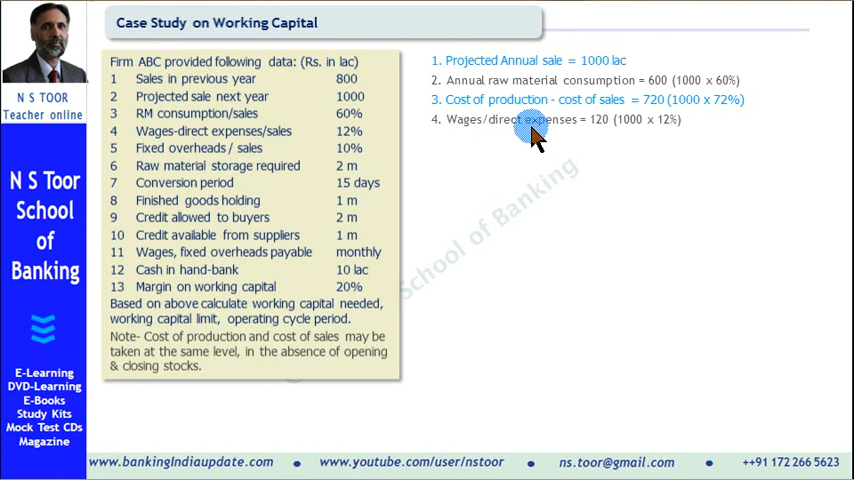 Case Study on Working Capital
N S TOOR
Teacher online
N S Toor
School
of
Banking
E-Learning
DVD-Learning
E-Books
Study Kits
Mock Test CDs
Magazine
Firm ABC provided following data: (Rs. in lac)
1 Sales in previous year 800
2 Projected sale next year 1000
3 RM consumption/sales 60%
4 Wages-direct expenses/sales 12%
5 Fixed overheads / sales 10%
6 Raw material storage required 2 m
7 Conversion period 15 days
8 Finished goods holding 1 m
9 Credit allowed to buyers 2 m
10 Credit available from suppliers 1 m
11 Wages, fixed overheads payable monthly
12 Cash in hand-bank 10 lac
13 Margin on working capital 20%
Based on above calculate working capital needed,
working capital limit, operating cycle period.
Note- Cost of production and cost of sales may be
taken at the same level, in the absence of opening
& closing stocks.
1. Projected Annual sale = 1000 lac
2. Annual raw material consumption = 600 (1000 x 60%)
3. Cost of production - cost of sales = 720 (1000 x 72%)
4. Wages/direct expenses = 120 (1000 x 12%)
School of Banking
www.bankingIndiaupdate.com • www.youtube.com/user/nstoor • ns.toor@gmail.com • ++91 172 266 5623